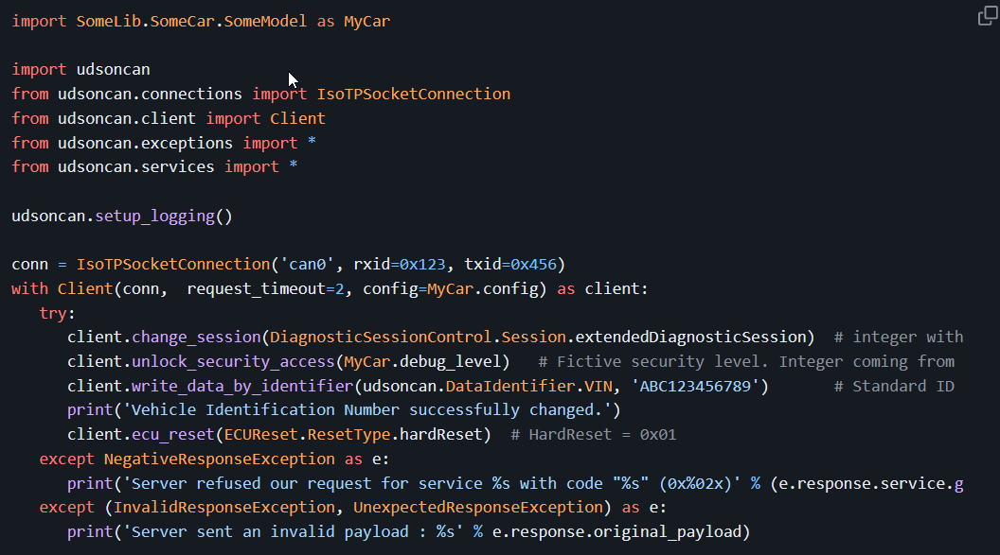 import SomeLib.SomeCar.SomeModel as MyCar
import udsoncan
from udsoncan.connections import IsoTPSocketConnection
from udsoncan.client import Client
from udsoncan.exceptions import *
from udsoncan.services import *
udsoncan.setup_logging()
conn = IsoTPSocketConnection('can0', rxid=0x123, txid=0x456)
with Client(conn,  request_timeout=2, config=MyCar.config) as client:
   try:
      client.change_session(DiagnosticSessionControl.Session.extendedDiagnosticSession)  # integer with
      client.unlock_security_access(MyCar.debug_level)   # Fictive security level. Integer coming from
      client.write_data_by_identifier(udsoncan.DataIdentifier.VIN, 'ABC123456789')       # Standard ID
      print('Vehicle Identification Number successfully changed.')
      client.ecu_reset(ECUReset.ResetType.hardReset)  # HardReset = 0x01
   except NegativeResponseException as e:
      print('Server refused our request for service %s with code "%s" (0x%02x)' % (e.response.service.g
   except (InvalidResponseException, UnexpectedResponseException) as e:
      print('Server sent an invalid payload : %s' % e.response.original_payload)